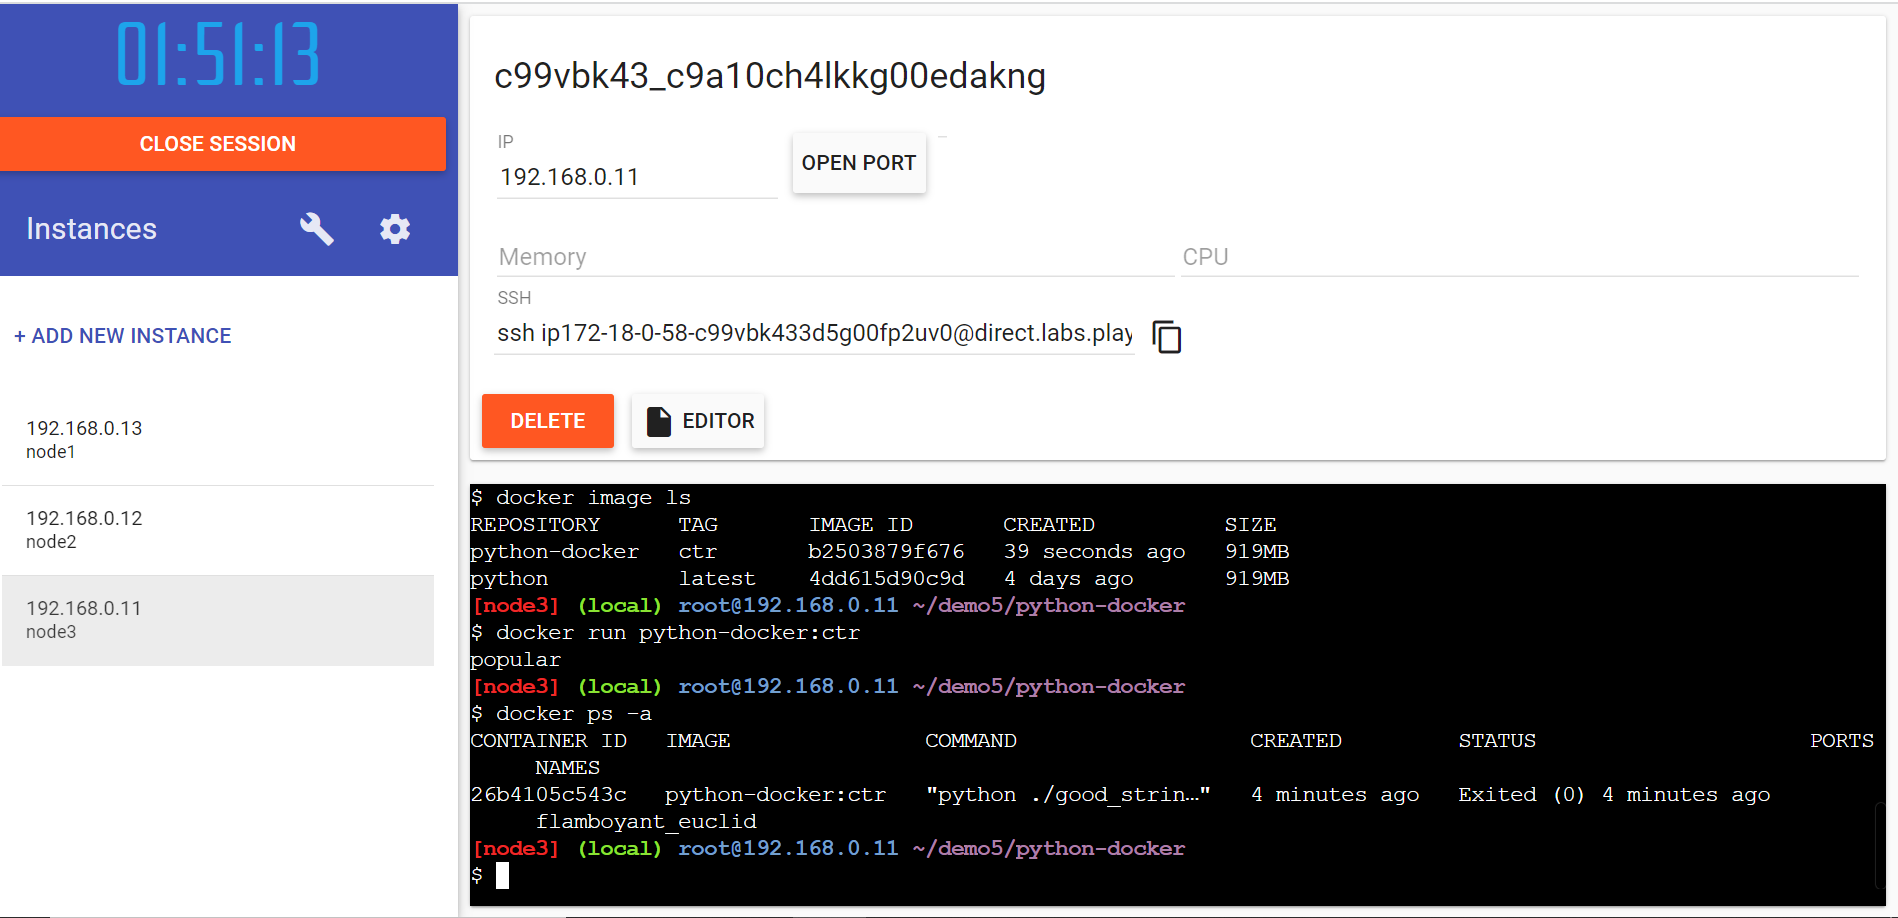 01:51:13
CLOSE SESSION
Instances
+ ADD NEW INSTANCE
192.168.0.13
node1
192.168.0.12
node2
192.168.0.11
node3
c99vbk43_c9a10ch4lkkg00edakng
IP
192.168.0.11
OPEN PORT
Memory
CPU
SSH
ssh ip172-18-0-58-c99vbk433d5g00fp2uv0@direct.labs.play
DELETE
EDITOR
$ docker image ls
REPOSITORY TAG IMAGE ID CREATED SIZE
python-docker ctr b2503879f676 39 seconds ago 919MB
python latest 4dd615d90c9d 4 days ago 919MB
[node3] (local) root@192.168.0.11 ~/demo5/python-docker
$ docker run python-docker:ctr
popular
[node3] (local) root@192.168.0.11 ~/demo5/python-docker
$ docker ps -a
CONTAINER ID IMAGE COMMAND CREATED STATUS PORTS
NAMES
26b4105c543c python-docker:ctr "python ./good_strin…" 4 minutes ago Exited (0) 4 minutes ago
flamboyant_euclid
[node3] (local) root@192.168.0.11 ~/demo5/python-docker
$